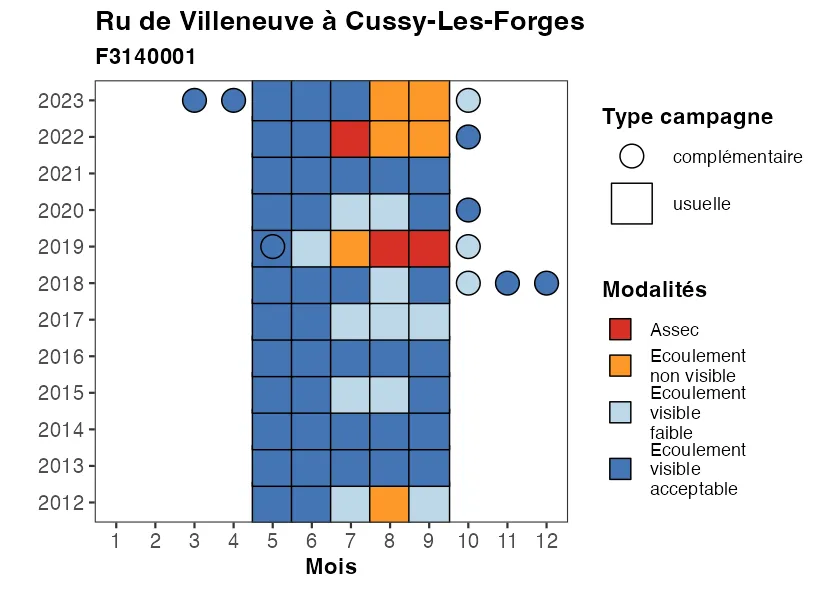 Ru de Villeneuve à Cussy-Les-Forges
F3140001
2023
2022
2021
2020
2019
2018
2017
2016
2015
2014
2013
2012
1 2 3 4 5 6 7 8 9 10 11 12
Mois
Type campagne
complémentaire
usuelle
Modalités
Assec
Ecoulement
non visible
Ecoulement
visible
faible
Ecoulement
visible
acceptable